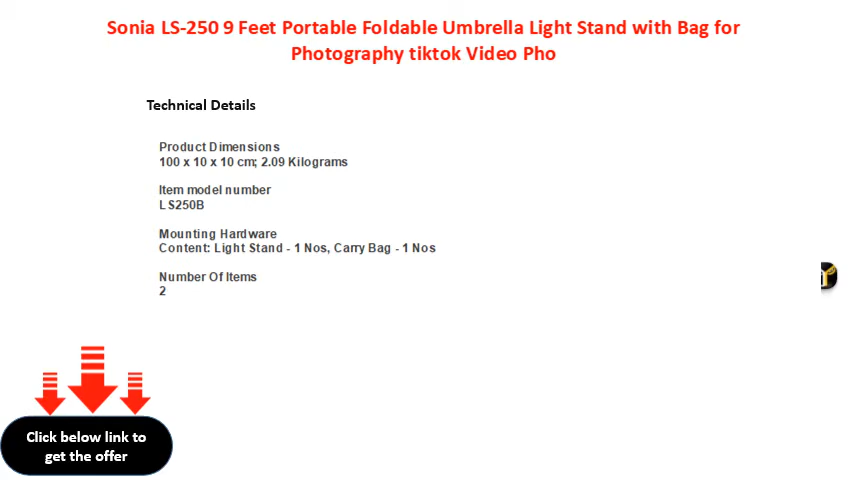 Sonia LS-250 9 Feet Portable Foldable Umbrella Light Stand with Bag for
Photography tiktok Video Pho
Technical Details
Product Dimensions
100 x 10 x 10 cm; 2.09 Kilograms
Item model number
LS250B
Mounting Hardware
Content: Light Stand - 1 Nos, Carry Bag - 1 Nos
Number Of Items
2
Click below link to
get the offer